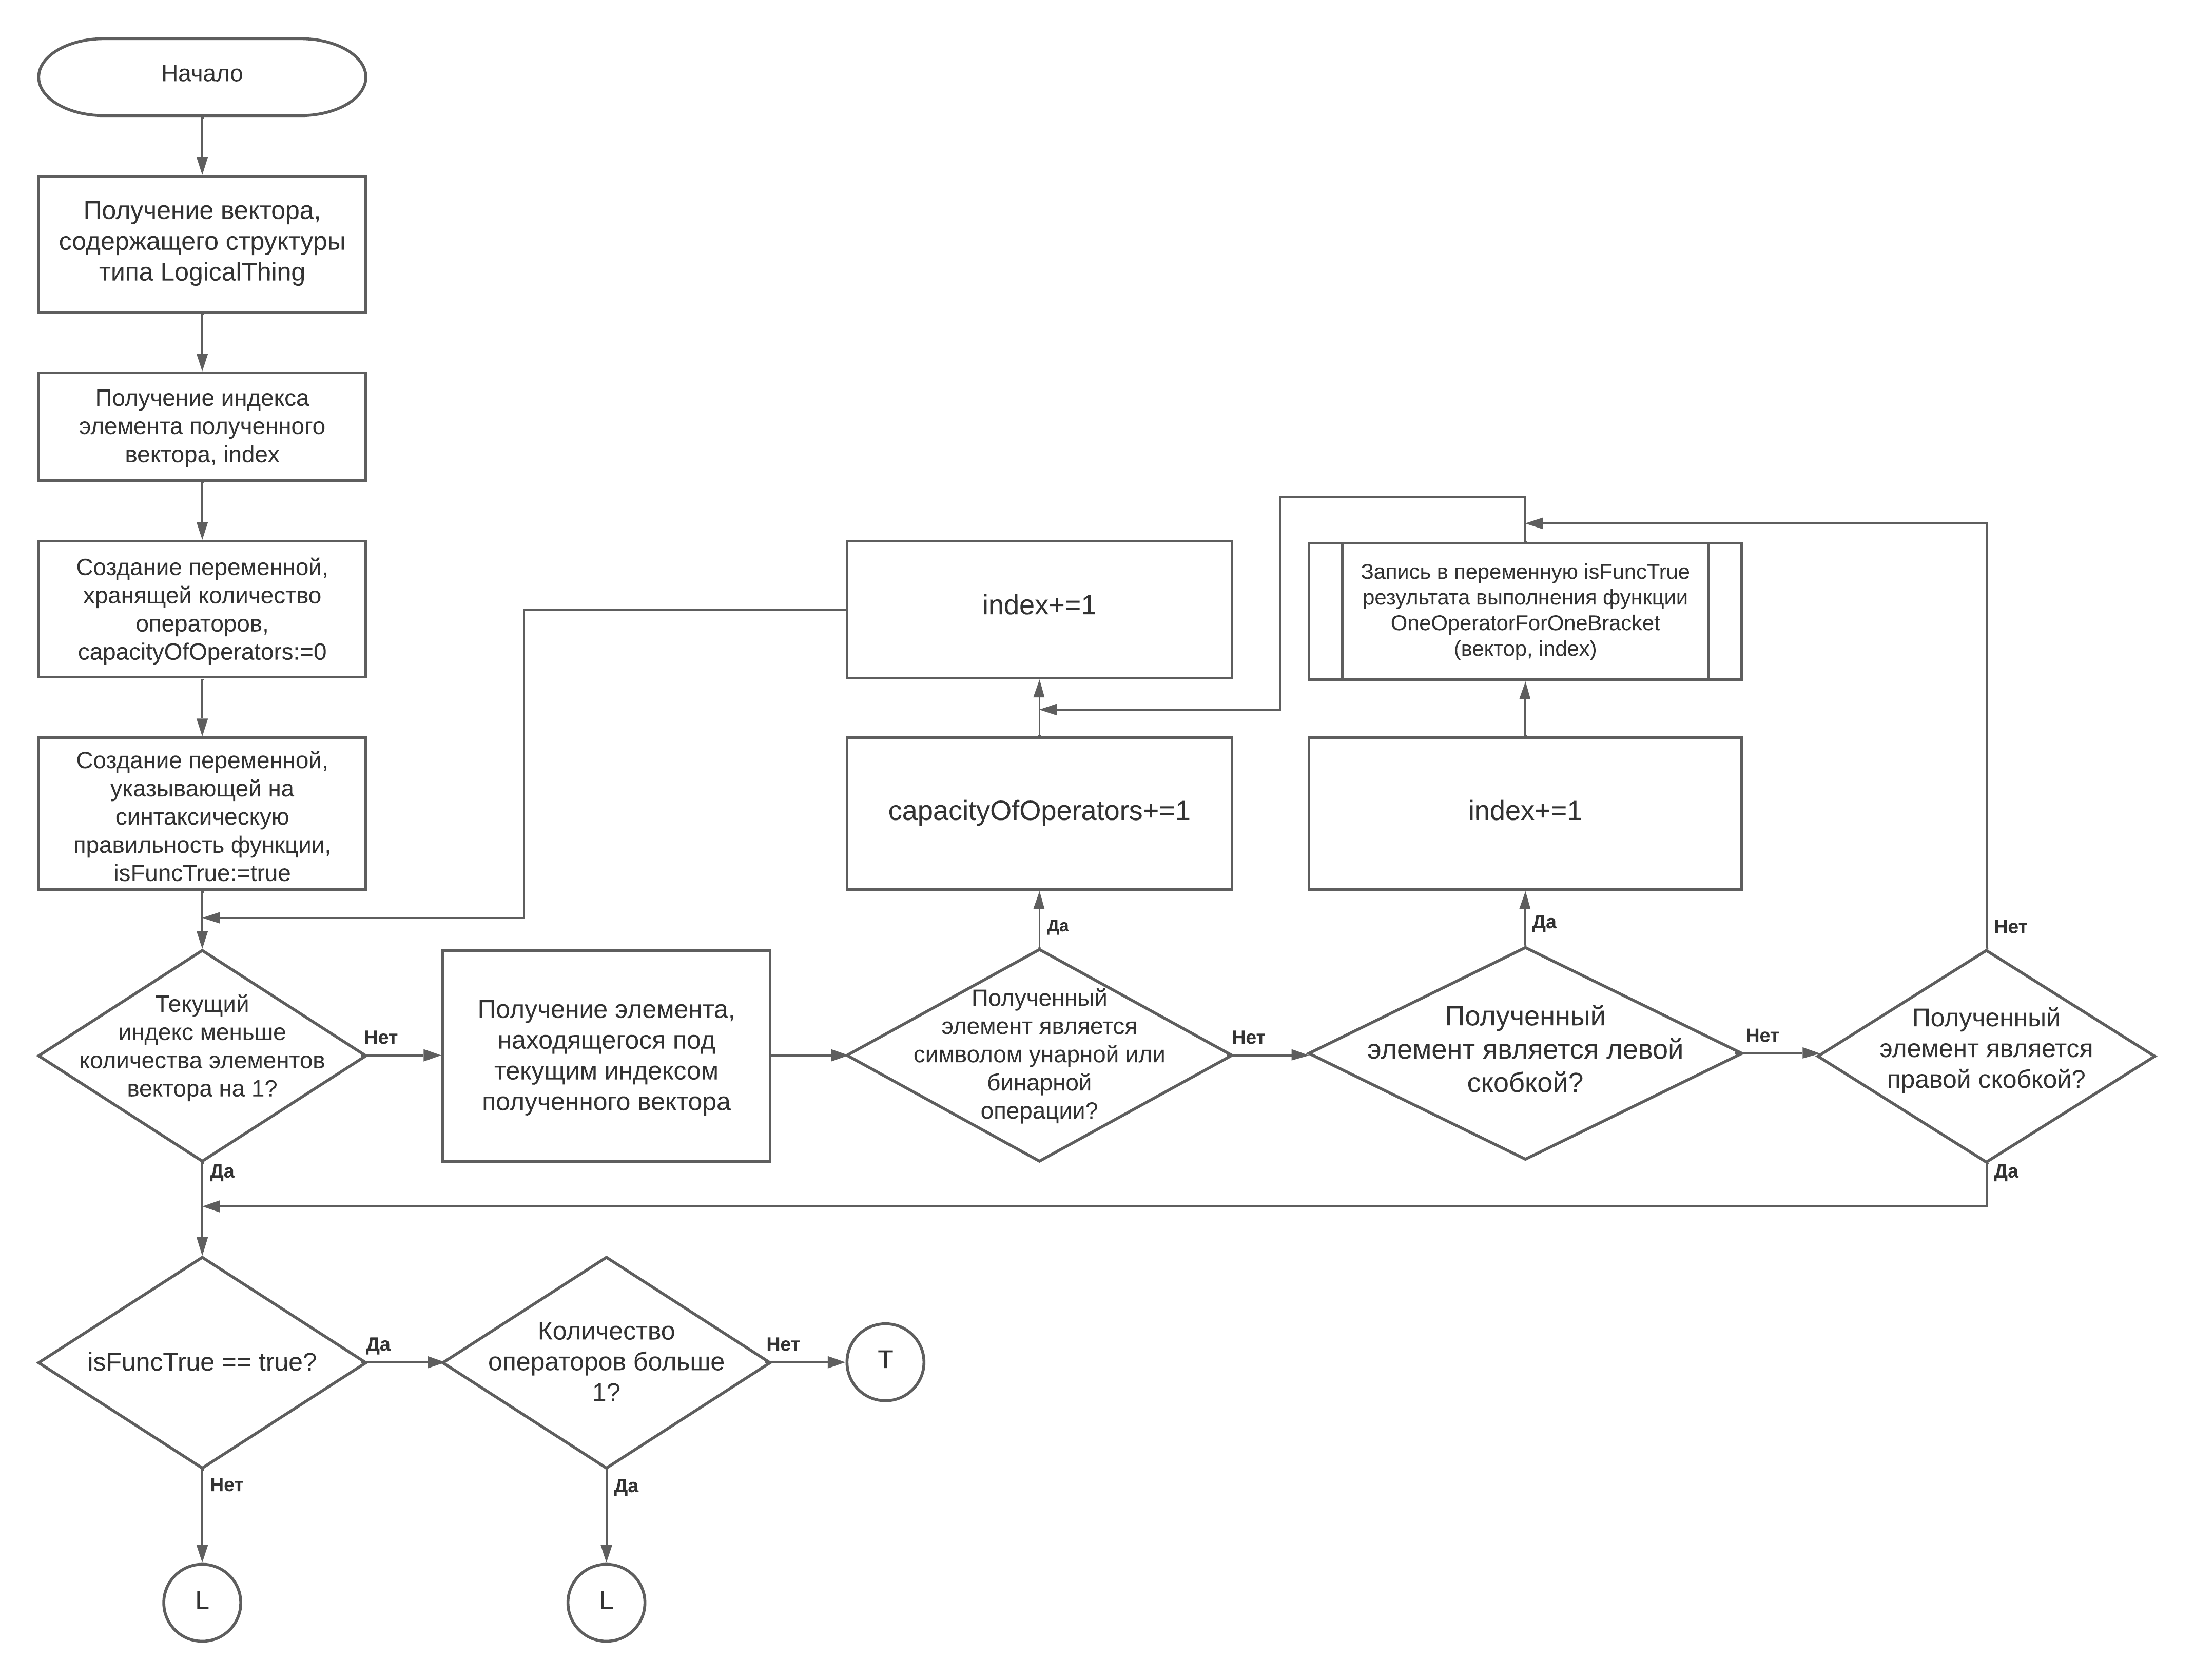 Начало
Получение вектора,
содержащего структуры
типа LogicalThing
Получение индекса
элемента полученного
вектора, index
Создание переменной,
хранящей количество
операторов,
capacityOfOperators:=0
Создание переменной,
указывающей на
синтаксическую
правильность функции,
isFuncTrue:=true
index+=1
Запись в переменную isFuncTrue
результата выполнения функции
OneOperatorForOneBracket
(вектор, index)
capacityOfOperators+=1
index+=1
Да
Да
Нет
Текущий
индекс меньше
количества элементов
вектора на 1?
Нет
Получение элемента,
находящегося под
текущим индексом
полученного вектора
Полученный
элемент является
символом унарной или
бинарной
операции?
Нет
Полученный
элемент является левой
скобкой?
Нет
Полученный
элемент является
правой скобкой?
Да
Да
isFuncTrue == true?
Да
Количество
операторов больше
1?
Нет
T
Нет
Да
L
L